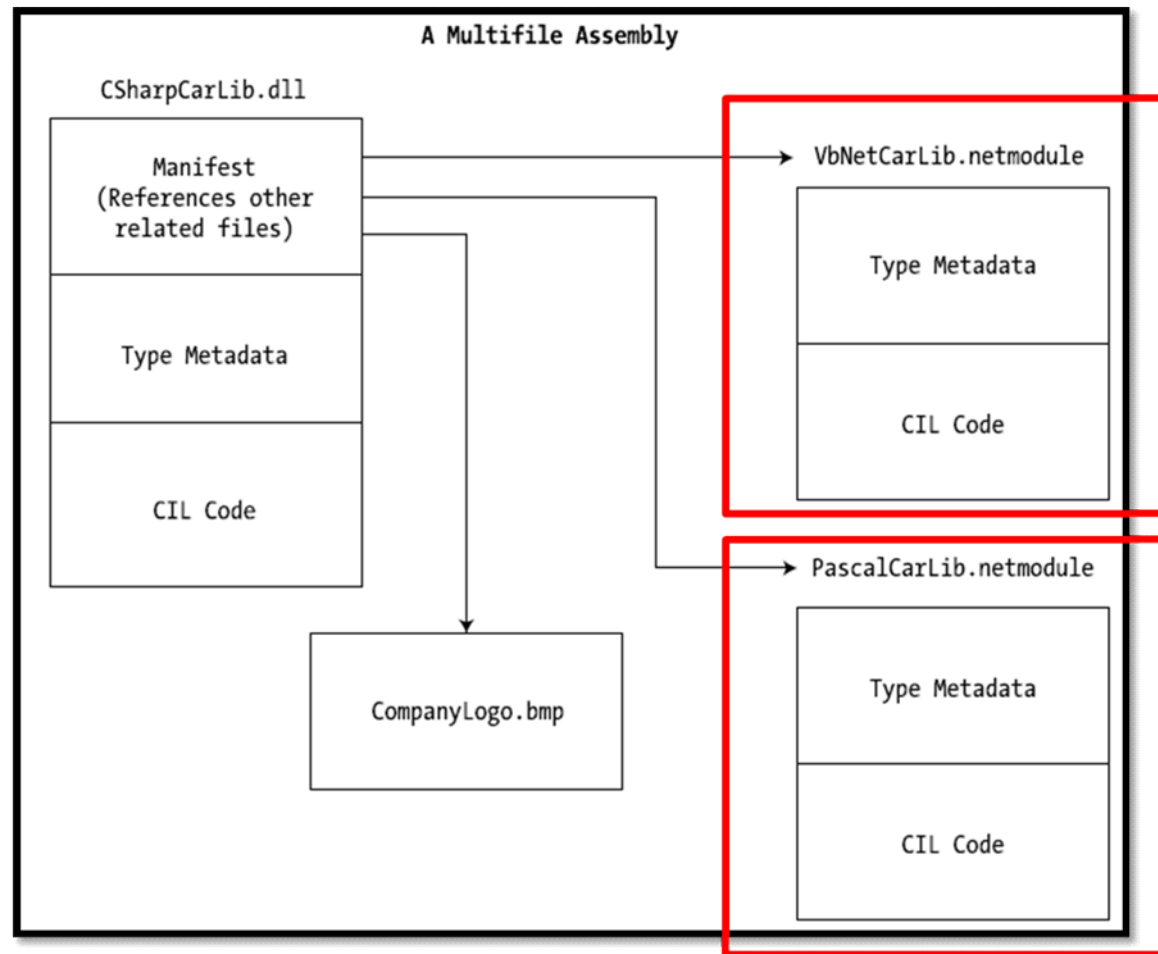 A Multifile Assembly
CSharpCarLib.dll
Manifest
(References other
related files)
Type Metadata
CIL Code
CompanyLogo.bmp
VbNetCarLib.netmodule
Type Metadata
CIL Code
PascalCarLib.netmodule
Type Metadata
CIL Code